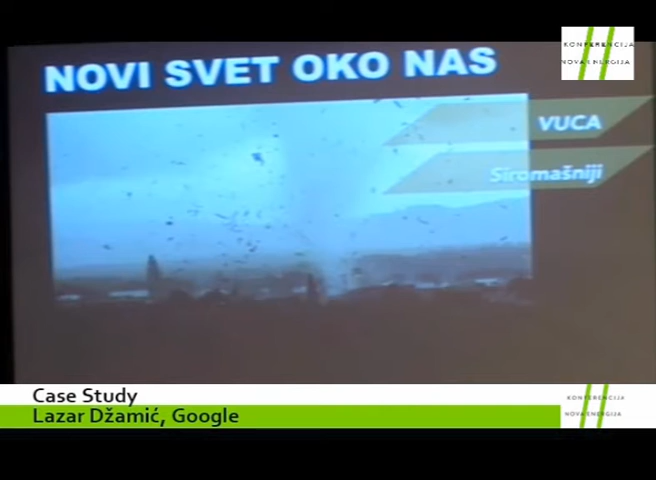 KONFERENCIJA
NOVA ENERGIJA
NOVI SVET OKO NAS
VUCA
Siromašniji
Case Study
Lazar Džamić, Google
KONFERENCIJA
NOVA ENERGIJA